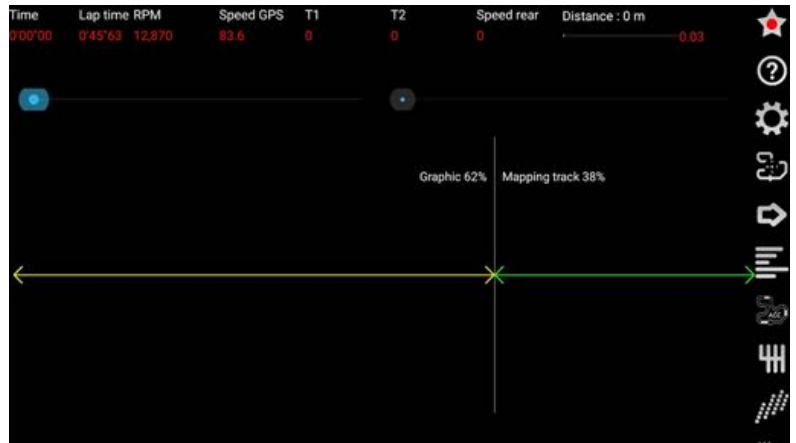 Time Lap time RPM Speed GPS T1 T2 Speed rear Distance : 0 m
0'00"00 0'45"63 12,870 83.6 0 0 0 0.03
Graphic 62% Mapping track 38%
ACC